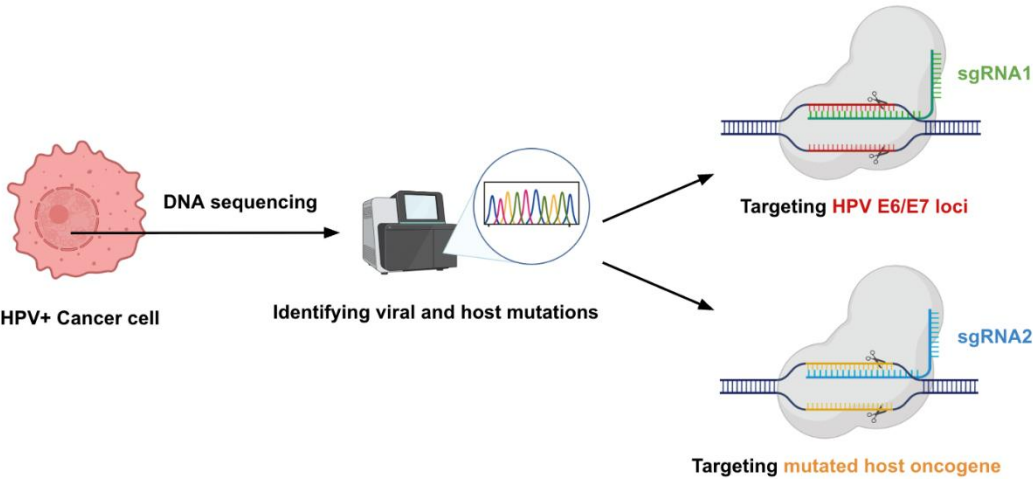 DNA sequencing
HPV+ Cancer cell
Identifying viral and host mutations
sgRNA1
Targeting HPV E6/E7 loci
sgRNA2
Targeting mutated host oncogene